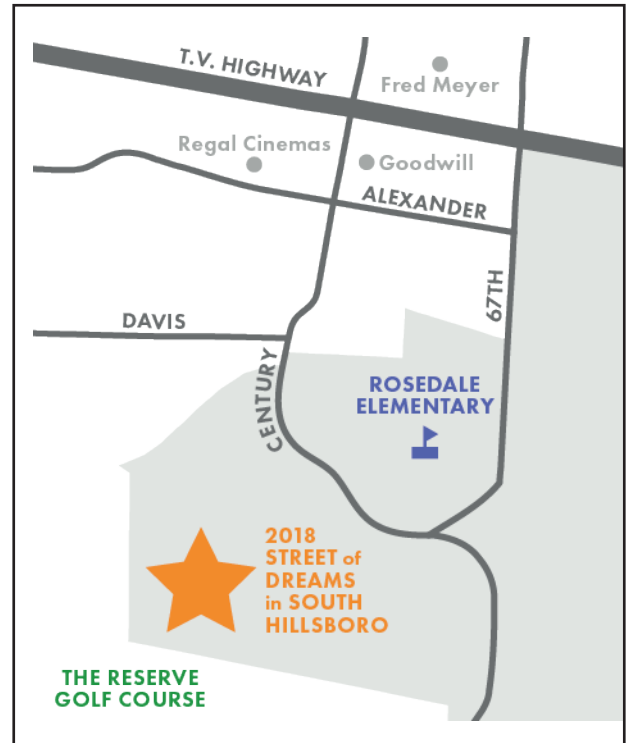 T.V. HIGHWAY
Fred Meyer
Regal Cinemas
Goodwill
ALEXANDER
67TH
DAVIS
CENTURY
ROSEDALE
ELEMENTARY
2018
STREET of
DREAMS
in SOUTH
HILLSBORO
THE RESERVE
GOLF COURSE